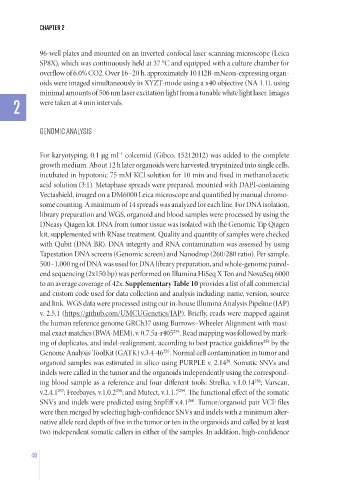 CHAPTER 2
96-well plates and mounted on an inverted confocal laser scanning microscope (Leica
SP8X), which was continuously held at 37 °C and equipped with a culture chamber for
overflow of 6.0% CO2. Over 16–20 h, approximately 10 H2B-mNeon-expressing organ-
oids were imaged simultaneously in XYZT-mode using a x40 objective (NA 1.1), using
minimal amounts of 506 nm laser excitation light from a tunable white light laser. Images
were taken at 4 min intervals.
2
GENOMIC ANALYSIS
For karyotyping, 0.1 μg ml⁻¹ colcemid (Gibco, 15212012) was added to the complete
growth medium. About 12 h later organoids were harvested, trypsinized into single cells,
incubated in hypotonic 75 mM KCl solution for 10 min and fixed in methanol:acetic
acid solution (3:1). Metaphase spreads were prepared, mounted with DAPI-containing
Vectashield, imaged on a DM6000 Leica microscope and quantified by manual chromo-
some counting. A minimum of 14 spreads was analyzed for each line. For DNA isolation,
library preparation and WGS, organoid and blood samples were processed by using the
DNeasy Qiagen kit. DNA from tumor tissue was isolated with the Genomic Tip Qiagen
kit, supplemented with RNase treatment. Quality and quantity of samples were checked
with Qubit (DNA BR). DNA integrity and RNA contamination was assessed by using
Tapestation DNA screens (Genomic screen) and Nanodrop (260/280 ratio). Per sample,
500–1,000 ng of DNA was used for DNA library preparation, and whole-genome paired-
end sequencing (2x150 bp) was performed on Illumina HiSeq X Ten and NovaSeq 6000
to an average coverage of 42x. Supplementary Table 10 provides a list of all commercial
and custom code used for data collection and analysis including: name, version, source
and link. WGS data were processed using our in-house Illumina Analysis Pipeline (IAP)
v. 2.5.1 (https://github.com/UMCUGenetics/IAP). Briefly, reads were mapped against
the human reference genome GRCh37 using Burrows–Wheeler Alignment with maxi-
mal exact matches (BWA-MEM), v. 0.7.5a-r405. Read mapping was followed by mark-
ing of duplicates, and indel-realignment, according to best practice guidelines by the
Genome Analysis ToolKit (GATK) v.3.4-46. Normal cell contamination in tumor and
organoid samples was estimated in silico using PURPLE v. 2.14. Somatic SNVs and
indels were called in the tumor and the organoids independently using the correspond-
ing blood sample as a reference and four different tools: Strelka, v.1.0.14; Varscan,
v.2.4.1; Freebayes, v.1.0.2; and Mutect, v.1.1.7. The functional effect of the somatic
SNVs and indels were predicted using SnpEff v.4.1. Tumor/organoid pair VCF files
were then merged by selecting high-confidence SNVs and indels with a minimum alter-
native allele read depth of five in the tumor or ten in the organoids and called by at least
two independent somatic callers in either of the samples. In addition, high-confidence
40